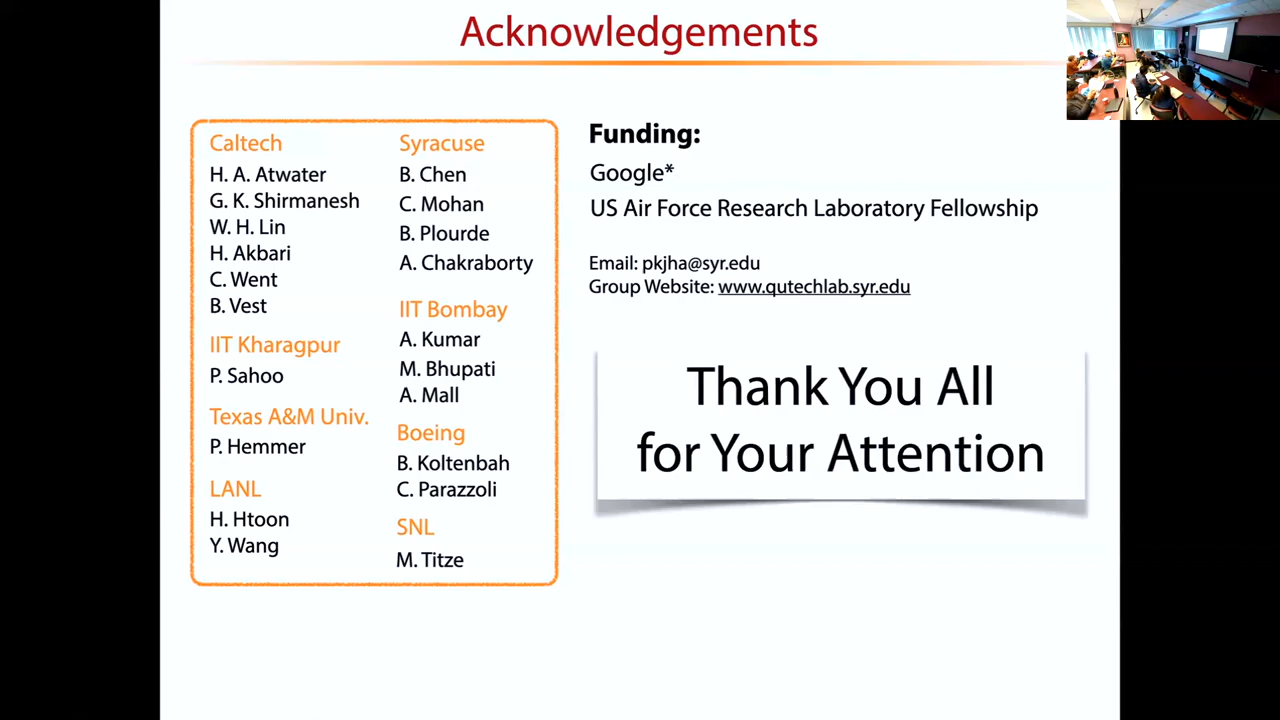 Acknowledgements
Caltech
H. A. Atwater
G. K. Shirmanesh
W. H. Lin
H. Akbari
C. Went
B. Vest
IIT Kharagpur
P. Sahoo
Texas A&M Univ.
P. Hemmer
LANL
H. Htoon
Y. Wang
Syracuse
B. Chen
C. Mohan
B. Plourde
A. Chakraborty
IIT Bombay
A. Kumar
M. Bhupati
A. Mall
Boeing
B. Koltenbah
C. Parazzoli
SNL
M. Titze
Funding:
Google*
US Air Force Research Laboratory Fellowship
Email: pkjha@syr.edu
Group Website: www.qutechlab.syr.edu
Thank You All
for Your Attention